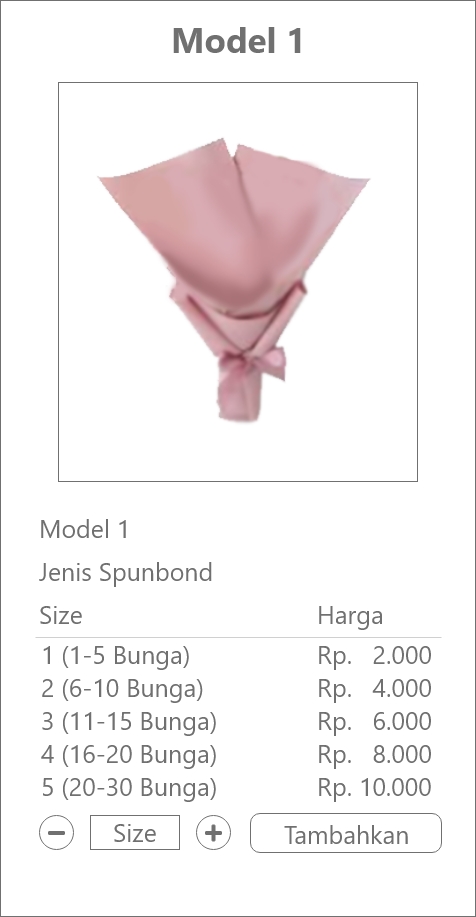 Model 1
Model 1
Jenis Spunbond
Size Harga
1 (1-5 Bunga) Rp. 2.000
2 (6-10 Bunga) Rp. 4.000
3 (11-15 Bunga) Rp. 6.000
4 (16-20 Bunga) Rp. 8.000
5 (20-30 Bunga) Rp. 10.000
− Size + Tambahkan